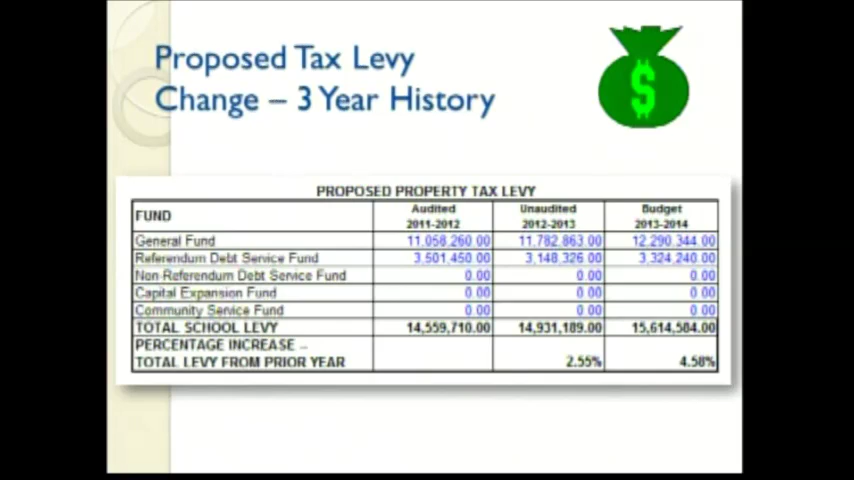 Proposed Tax Levy
Change – 3 Year History
$
PROPOSED PROPERTY TAX LEVY
FUND Audited 2011-2012 Unaudited 2012-2013 Budget 2013-2014
General Fund 11,058,260.00 11,782,863.00 12,290,344.00
Referendum Debt Service Fund 3,501,450.00 3,148,326.00 3,324,240.00
Non-Referendum Debt Service Fund 0.00 0.00 0.00
Capital Expansion Fund 0.00 0.00 0.00
Community Service Fund 0.00 0.00 0.00
TOTAL SCHOOL LEVY 14,559,710.00 14,931,189.00 15,614,584.00
PERCENTAGE INCREASE –
TOTAL LEVY FROM PRIOR YEAR 2.55% 4.58%